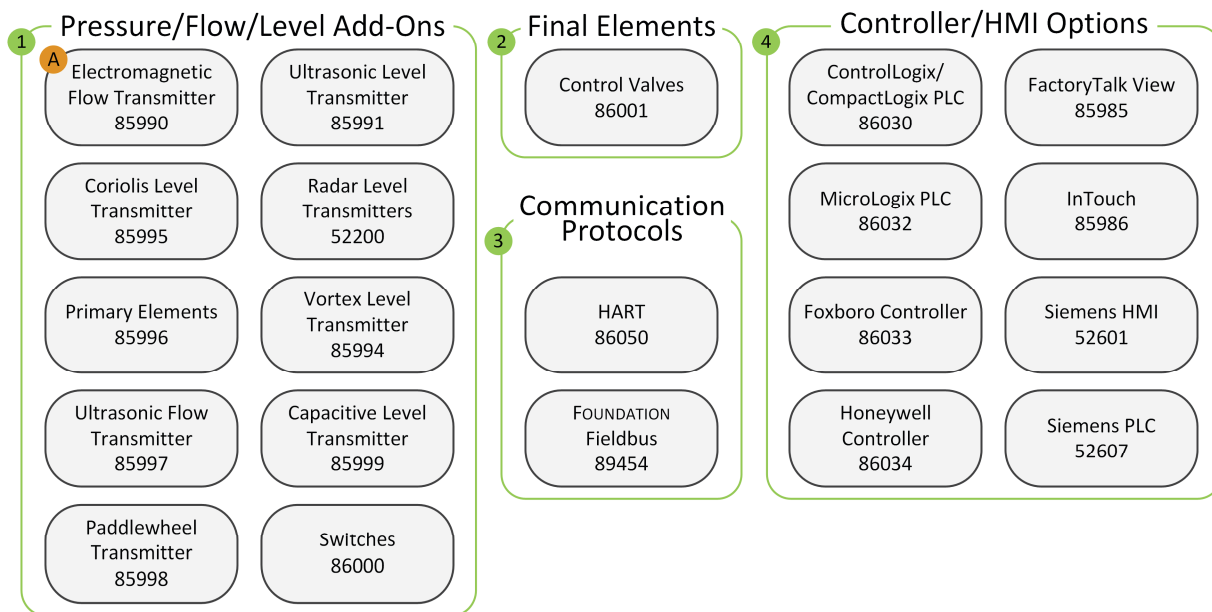 1
Pressure/Flow/Level Add-Ons
A
Electromagnetic
Flow Transmitter
85990
Ultrasonic Level
Transmitter
85991
Coriolis Level
Transmitter
85995
Radar Level
Transmitters
52200
Primary Elements
85996
Vortex Level
Transmitter
85994
Ultrasonic Flow
Transmitter
85997
Capacitive Level
Transmitter
85999
Paddlewheel
Transmitter
85998
Switches
86000
2
Final Elements
Control Valves
86001
3
Communication
Protocols
HART
86050
FOUNDATION
Fieldbus
89454
4
Controller/HMI Options
ControlLogix/
CompactLogix PLC
86030
FactoryTalk View
85985
MicroLogix PLC
86032
InTouch
85986
Foxboro Controller
86033
Siemens HMI
52601
Honeywell
Controller
86034
Siemens PLC
52607